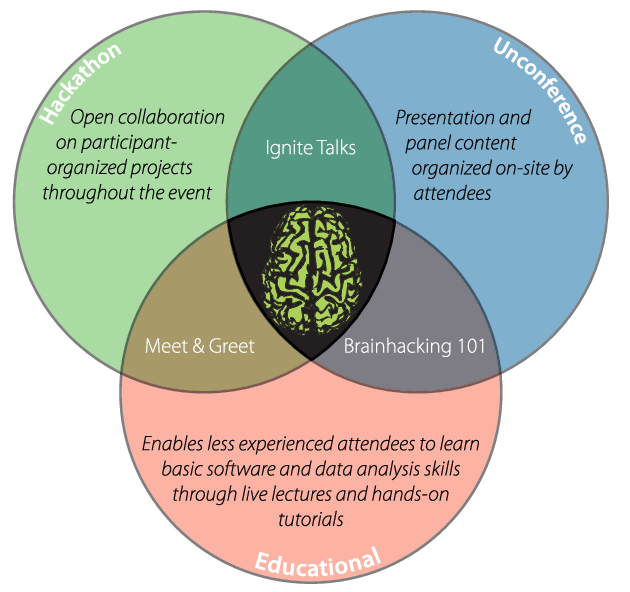 Hackathon
Open collaboration
on participant-
organized projects
throughout the event
Unconference
Presentation and
panel content
organized on-site by
attendees
Ignite Talks
Meet & Greet
Brainhacking 101
Enables less experienced attendees to learn
basic software and data analysis skills
through live lectures and hands-on
tutorials
Educational